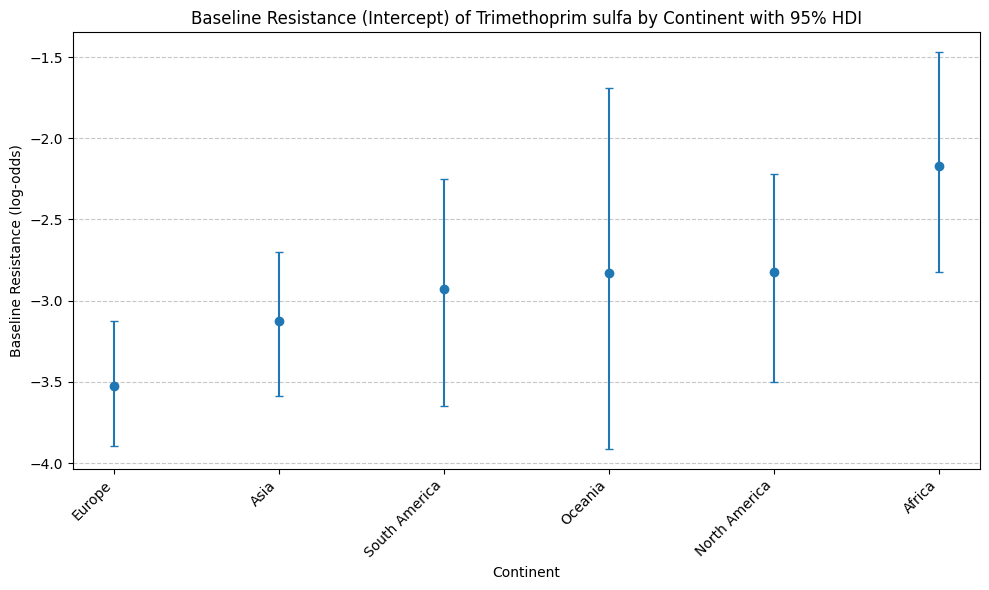 Baseline Resistance (Intercept) of Trimethoprim sulfa by Continent with 95% HDI
Baseline Resistance (log-odds)
−1.5
−2.0
−2.5
−3.0
−3.5
−4.0
Europe
Asia
South America
Oceania
North America
Africa
Continent